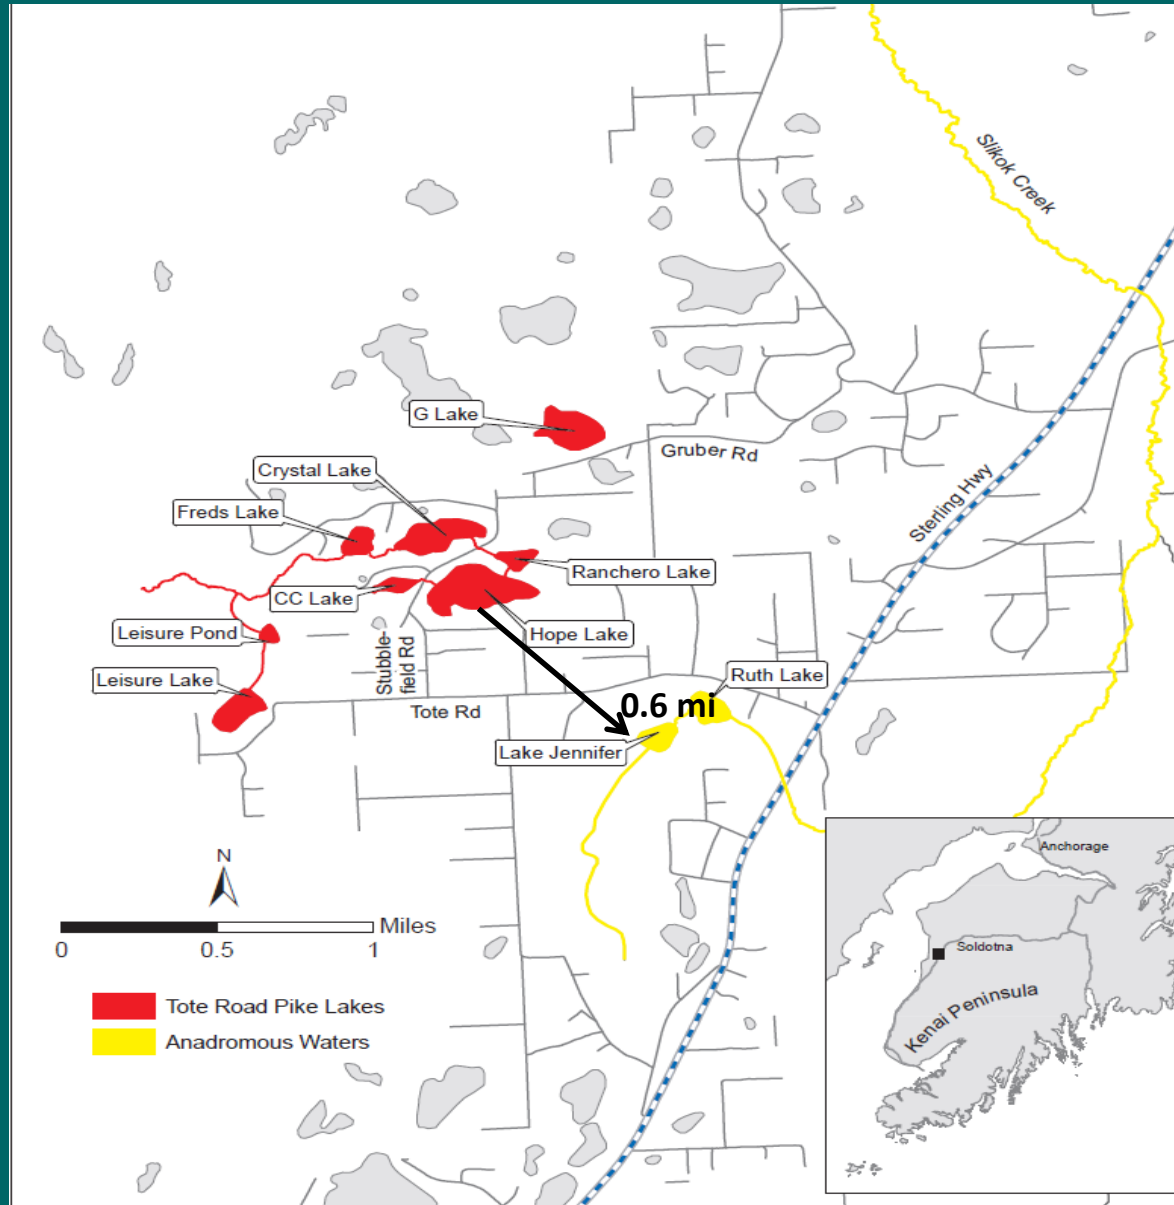 Slikok Creek
G Lake
Gruber Rd
Crystal Lake
Sterling Hwy
Freds Lake
Ranchero Lake
CC Lake
Leisure Pond
Hope Lake
Stubble-
field Rd
Leisure Lake
Ruth Lake
0.6 mi
Tote Rd
Lake Jennifer
N
Miles
0 0.5 1
Tote Road Pike Lakes
Anadromous Waters
Anchorage
Soldotna
Kenai Peninsula